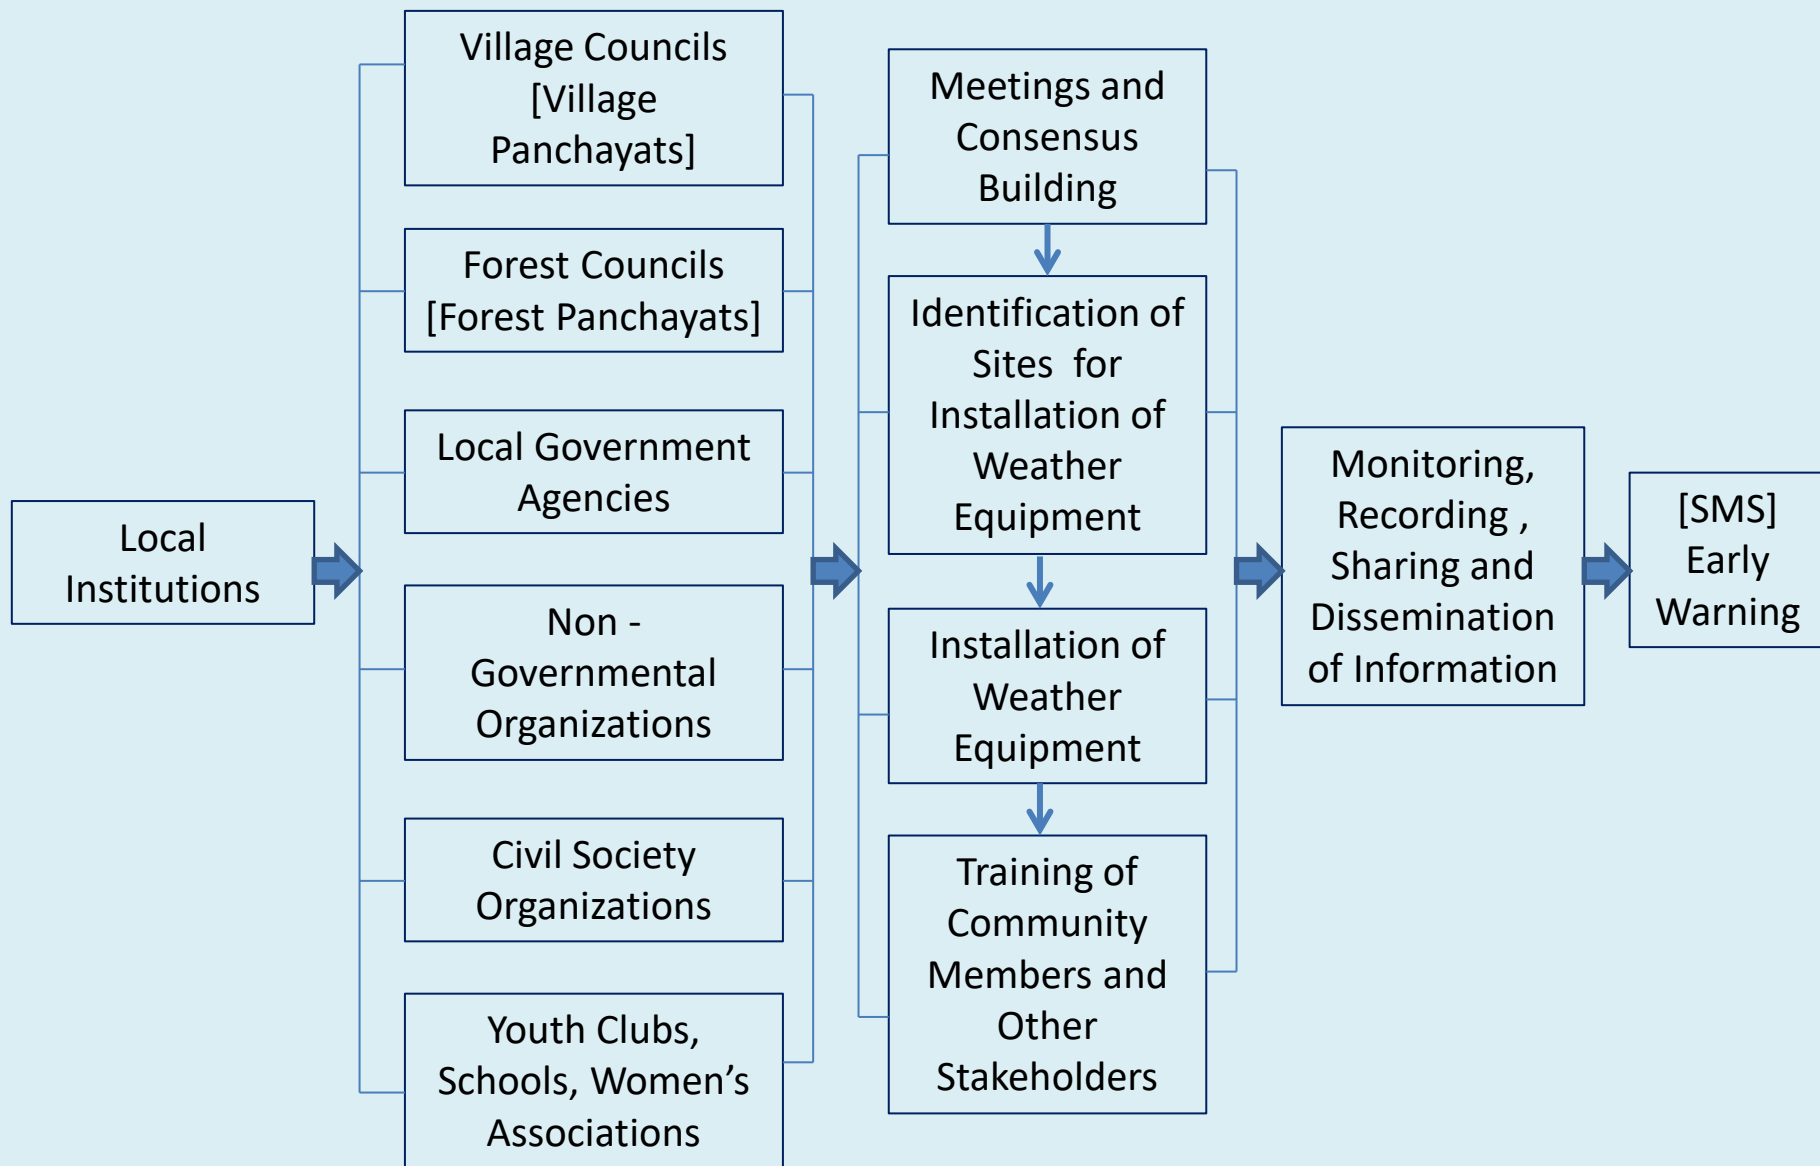 Local
Institutions
Village Councils
[Village
Panchayats]
Forest Councils
[Forest Panchayats]
Local Government
Agencies
Non -
Governmental
Organizations
Civil Society
Organizations
Youth Clubs,
Schools, Women’s
Associations
Meetings and
Consensus
Building
Identification of
Sites  for
Installation of
Weather
Equipment
Installation of
Weather
Equipment
Training of
Community
Members and
Other
Stakeholders
Monitoring,
Recording ,
Sharing and
Dissemination
of Information
[SMS]
Early
Warning